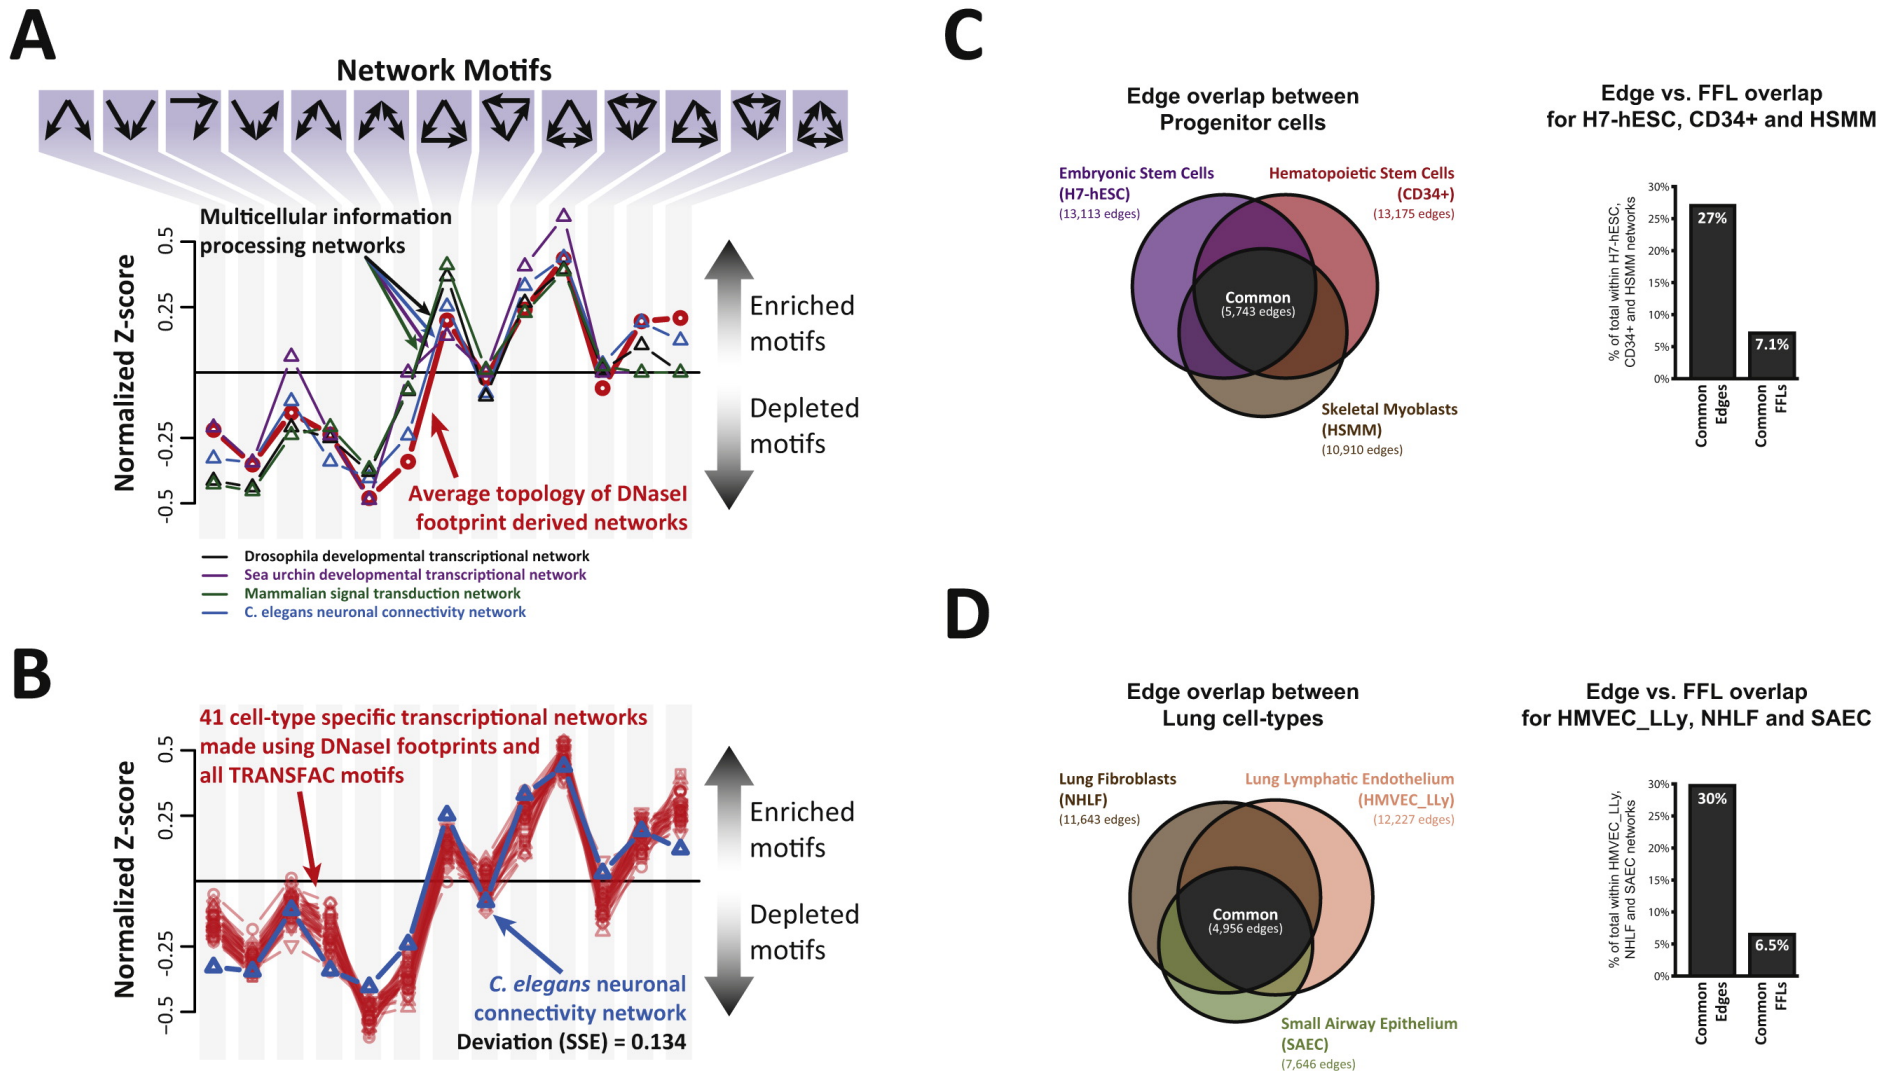 A
Network Motifs
Multicellular information
processing networks
Normalized Z-score
0.5
0.25
-0.25
-0.5
Enriched
motifs
Depleted
motifs
Average topology of DNaseI
footprint derived networks
Drosophila developmental transcriptional network
Sea urchin developmental transcriptional network
Mammalian signal transduction network
C. elegans neuronal connectivity network
B
41 cell-type specific transcriptional networks
made using DNaseI footprints and
all TRANSFAC motifs
Normalized Z-score
0.5
0.25
-0.25
-0.5
Enriched
motifs
Depleted
motifs
C. elegans neuronal
connectivity network
Deviation (SSE) = 0.134
C
Edge overlap between
Progenitor cells
Embryonic Stem Cells
(H7-hESC)
(13,113 edges)
Hematopoietic Stem Cells
(CD34+)
(13,175 edges)
Common
(5,743 edges)
Skeletal Myoblasts
(HSMM)
(10,910 edges)
Edge vs. FFL overlap
for H7-hESC, CD34+ and HSMM
% of total within H7-hESC,
CD34+ and HSMM networks
30%
25%
20%
15%
10%
5%
0%
27%
7.1%
Common
Edges
Common
FFLs
D
Edge overlap between
Lung cell-types
Lung Fibroblasts
(NHLF)
(11,643 edges)
Lung Lymphatic Endothelium
(HMVEC_LLy)
(12,227 edges)
Common
(4,956 edges)
Small Airway Epithelium
(SAEC)
(7,646 edges)
Edge vs. FFL overlap
for HMVEC_LLy, NHLF and SAEC
% of total within HMVEC_LLy,
NHLF and SAEC networks
30%
25%
20%
15%
10%
5%
0%
30%
6.5%
Common
Edges
Common
FFLs